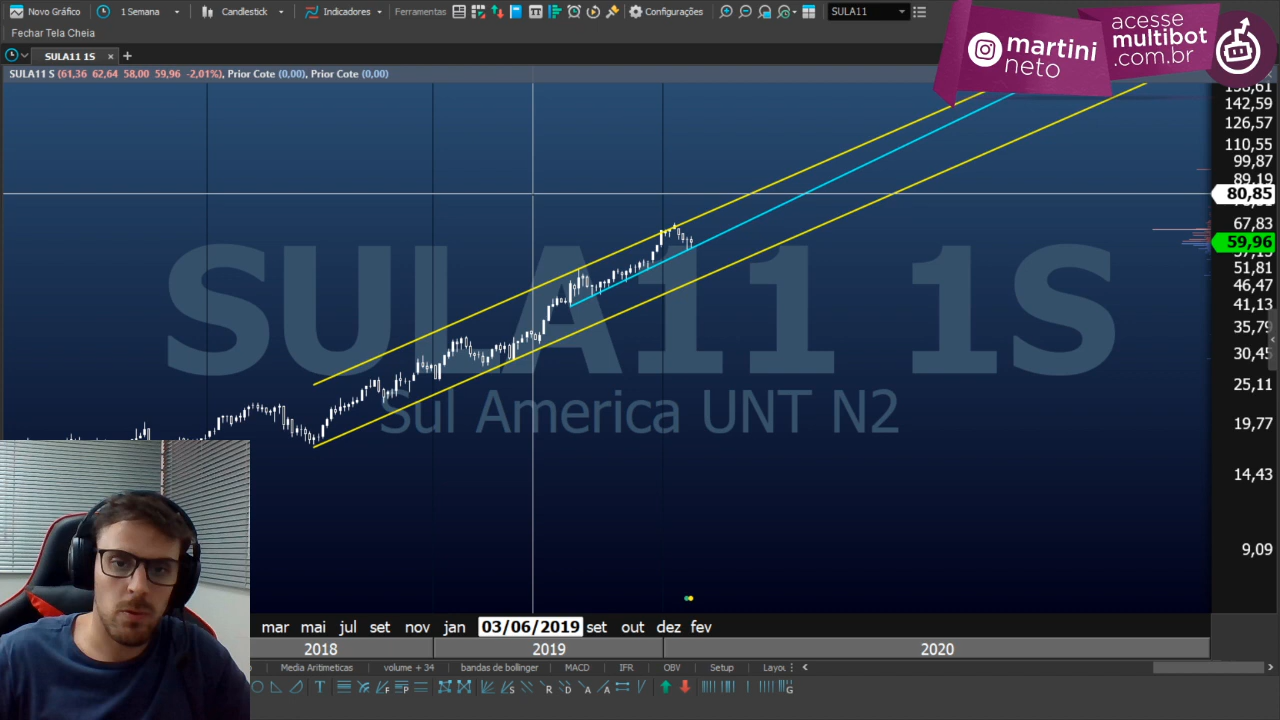 Novo Gráfico
1 Semana
Candlestick
Indicadores
Ferramentas
Configurações
SULA11
Fechar Tela Cheia
SULA11 1S
SULA11 S (61,36 62,64 58,00 59,96 -2,01%), Prior Cote (0,00), Prior Cote (0,00)
martini
neto
acesse
multibot
.com.br
142,59
126,57
110,55
99,87
89,19
80,85
67,83
59,96
51,81
46,47
41,13
35,79
30,45
25,11
19,77
14,43
9,09
SULA11 1S
Sul America UNT N2
mar mai jul set nov jan 03/06/2019 set out dez fev
2018 2019 2020
Media Aritmeticas volume + 34 bandas de bollinger MACD IFR OBV Setup Layou